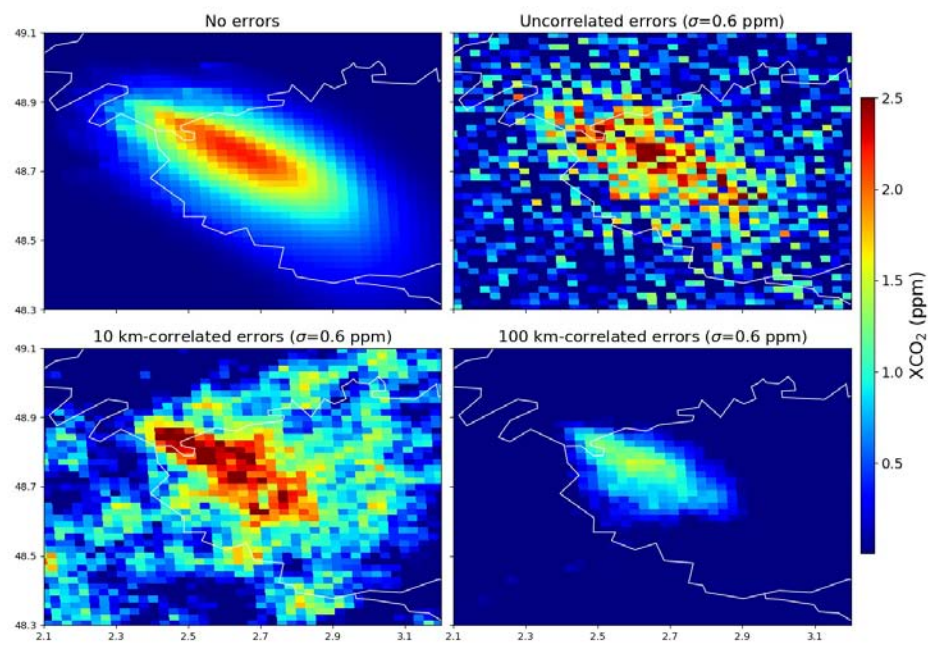 No errors
Uncorrelated errors (σ=0.6 ppm)
49.1
48.9
48.7
48.5
48.3
10 km-correlated errors (σ=0.6 ppm)
100 km-correlated errors (σ=0.6 ppm)
49.1
48.9
48.7
48.5
48.3
2.1 2.3 2.5 2.7 2.9 3.1
2.1 2.3 2.5 2.7 2.9 3.1
2.5
2.0
1.5
1.0
0.5
XCO₂ (ppm)